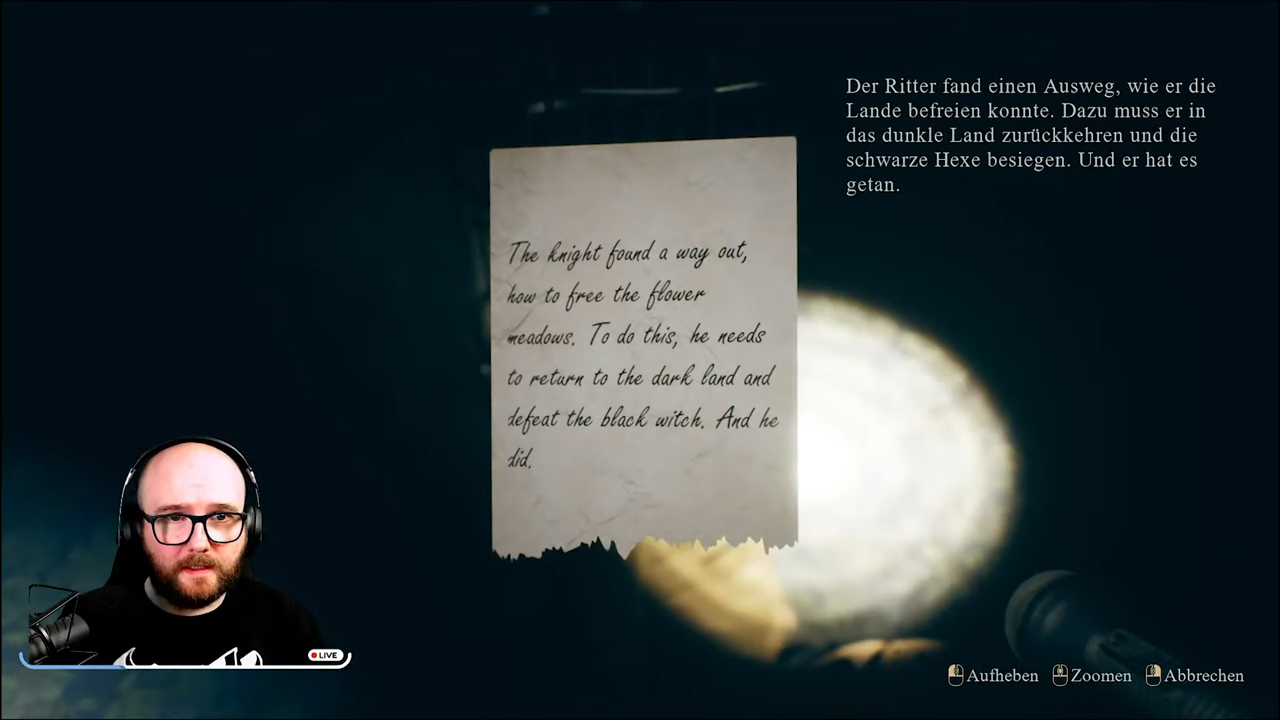 Der Ritter fand einen Ausweg, wie er die
Lande befreien konnte. Dazu muss er in
das dunkle Land zurückkehren und die
schwarze Hexe besiegen. Und er hat es
getan.
The knight found a way out,
how to free the flower
meadows. To do this, he needs
to return to the dark land and
defeat the black witch. And he
did.
LIVE
Aufheben Zoomen Abbrechen